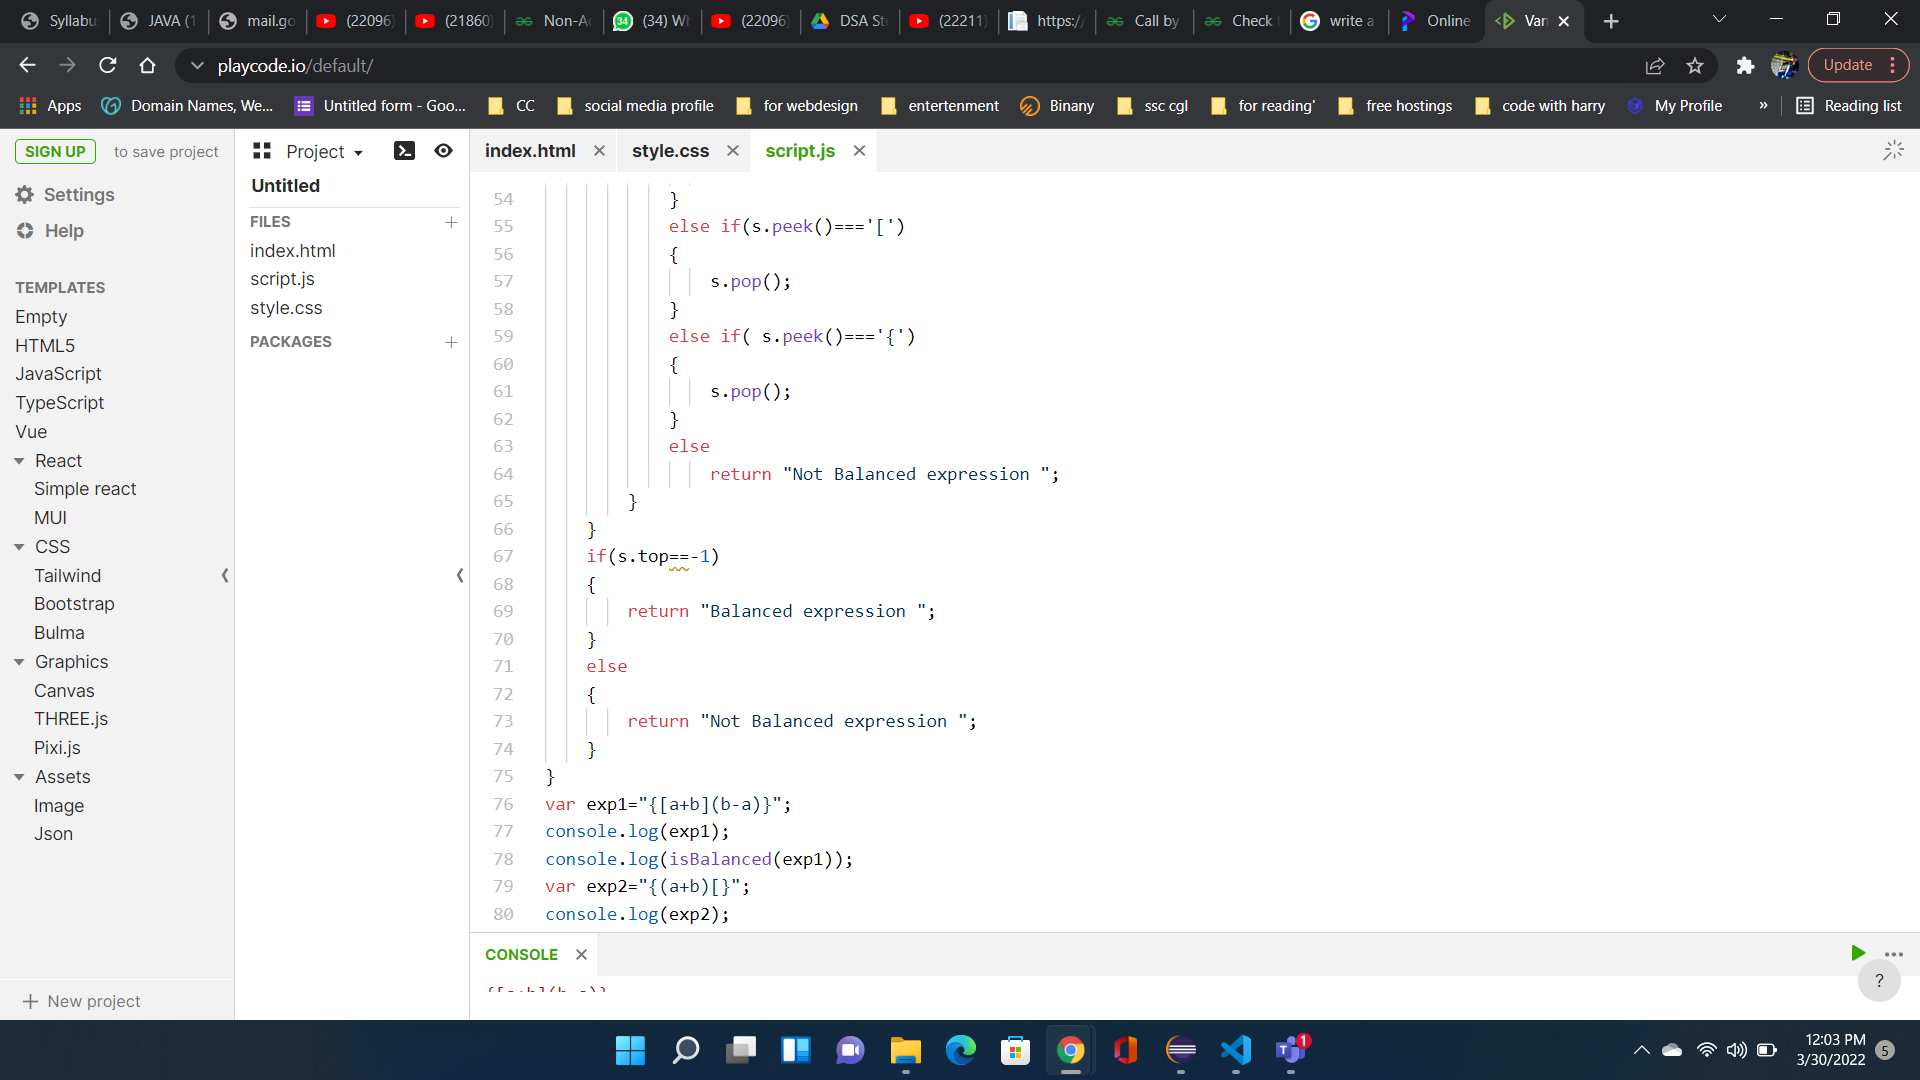 Syllabu JAVA (1 mail.go (22096) (21860) Non-Ac (34) Wh (22096) DSA Stu (22211) https:/ Call by Check write a Online Van
playcode.io/default/ Update
Apps Domain Names, We... Untitled form - Goo... CC social media profile for webdesign entertenment Binany ssc cgl for reading' free hostings code with harry My Profile » Reading list
SIGN UP to save project
Settings
Help
TEMPLATES
Empty
HTML5
JavaScript
TypeScript
Vue
React
Simple react
MUI
CSS
Tailwind
Bootstrap
Bulma
Graphics
Canvas
THREE.js
Pixi.js
Assets
Image
Json
New project
Project
Untitled
FILES
index.html
script.js
style.css
PACKAGES
index.html style.css script.js
54 }
55 else if(s.peek()==='[')
56 {
57 s.pop();
58 }
59 else if( s.peek()==='{')
60 {
61 s.pop();
62 }
63 else
64 return "Not Balanced expression ";
65 }
66 }
67 if(s.top==-1)
68 {
69 return "Balanced expression ";
70 }
71 else
72 {
73 return "Not Balanced expression ";
74 }
75 }
76 var exp1="{[a+b](b-a)}";
77 console.log(exp1);
78 console.log(isBalanced(exp1));
79 var exp2="{(a+b)[}";
80 console.log(exp2);
CONSOLE
{[a+b](b-a)}
?
1
12:03 PM
3/30/2022 5